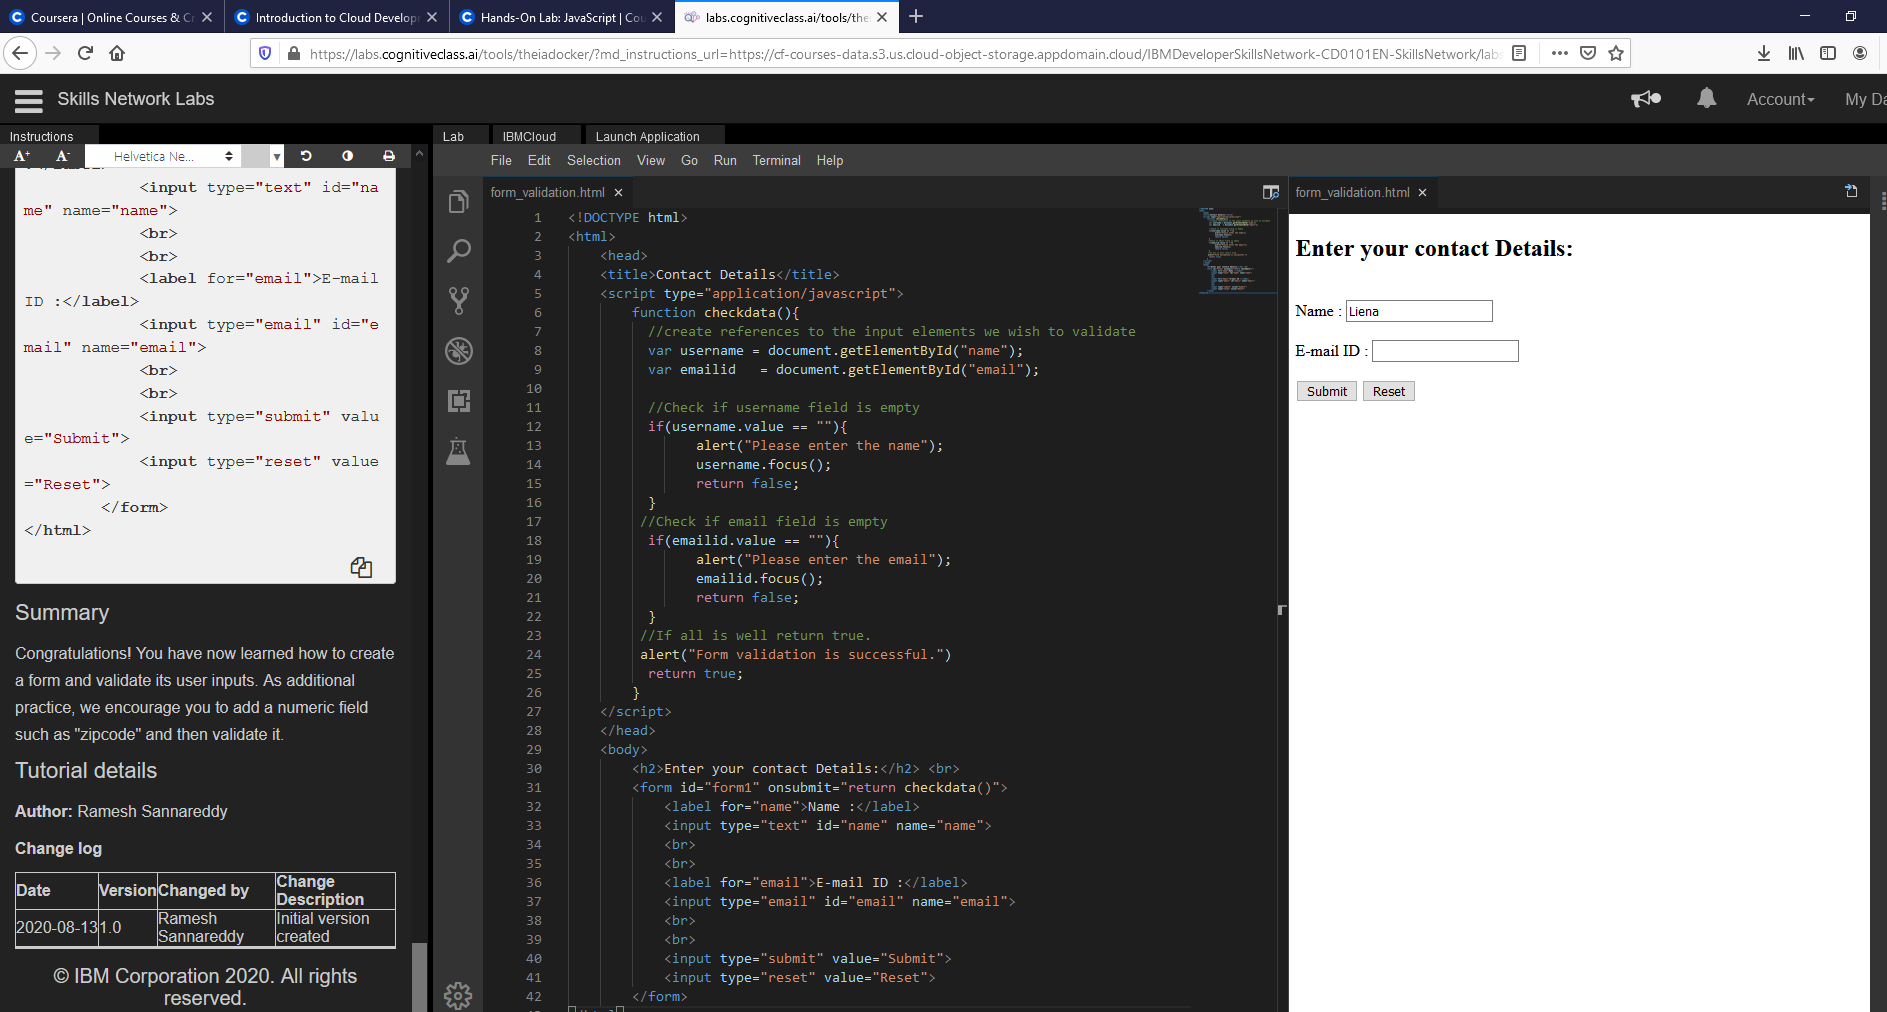 Coursera | Online Courses & Cr
Introduction to Cloud Develop
Hands-On Lab: JavaScript | Cou
labs.cognitiveclass.ai/tools/the
https://labs.cognitiveclass.ai/tools/theiadocker/?md_instructions_url=https://cf-courses-data.s3.us.cloud-object-storage.appdomain.cloud/IBMDeveloperSkillsNetwork-CD0101EN-SkillsNetwork/labs
Skills Network Labs
Account
My Da
Instructions
A+ A- Helvetica Ne...
<input type="text" id="na
me" name="name">
<br>
<br>
<label for="email">E-mail
ID :</label>
<input type="email" id="e
mail" name="email">
<br>
<br>
<input type="submit" valu
e="Submit">
<input type="reset" value
="Reset">
</form>
</html>
Summary
Congratulations! You have now learned how to create
a form and validate its user inputs. As additional
practice, we encourage you to add a numeric field
such as "zipcode" and then validate it.
Tutorial details
Author: Ramesh Sannareddy
Change log
Date Version Changed by Change Description
2020-08-13 1.0 Ramesh Sannareddy Initial version created
© IBM Corporation 2020. All rights
reserved.
Lab IBMCloud Launch Application
File Edit Selection View Go Run Terminal Help
form_validation.html
1 <!DOCTYPE html>
2 <html>
3 <head>
4 <title>Contact Details</title>
5 <script type="application/javascript">
6 function checkdata(){
7 //create references to the input elements we wish to validate
8 var username = document.getElementById("name");
9 var emailid = document.getElementById("email");
10
11 //Check if username field is empty
12 if(username.value == ""){
13 alert("Please enter the name");
14 username.focus();
15 return false;
16 }
17 //Check if email field is empty
18 if(emailid.value == ""){
19 alert("Please enter the email");
20 emailid.focus();
21 return false;
22 }
23 //If all is well return true.
24 alert("Form validation is successful.")
25 return true;
26 }
27 </script>
28 </head>
29 <body>
30 <h2>Enter your contact Details:</h2> <br>
31 <form id="form1" onsubmit="return checkdata()">
32 <label for="name">Name :</label>
33 <input type="text" id="name" name="name">
34 <br>
35 <br>
36 <label for="email">E-mail ID :</label>
37 <input type="email" id="email" name="email">
38 <br>
39 <br>
40 <input type="submit" value="Submit">
41 <input type="reset" value="Reset">
42 </form>
form_validation.html
Enter your contact Details:
Name : Liena
E-mail ID :
Submit Reset